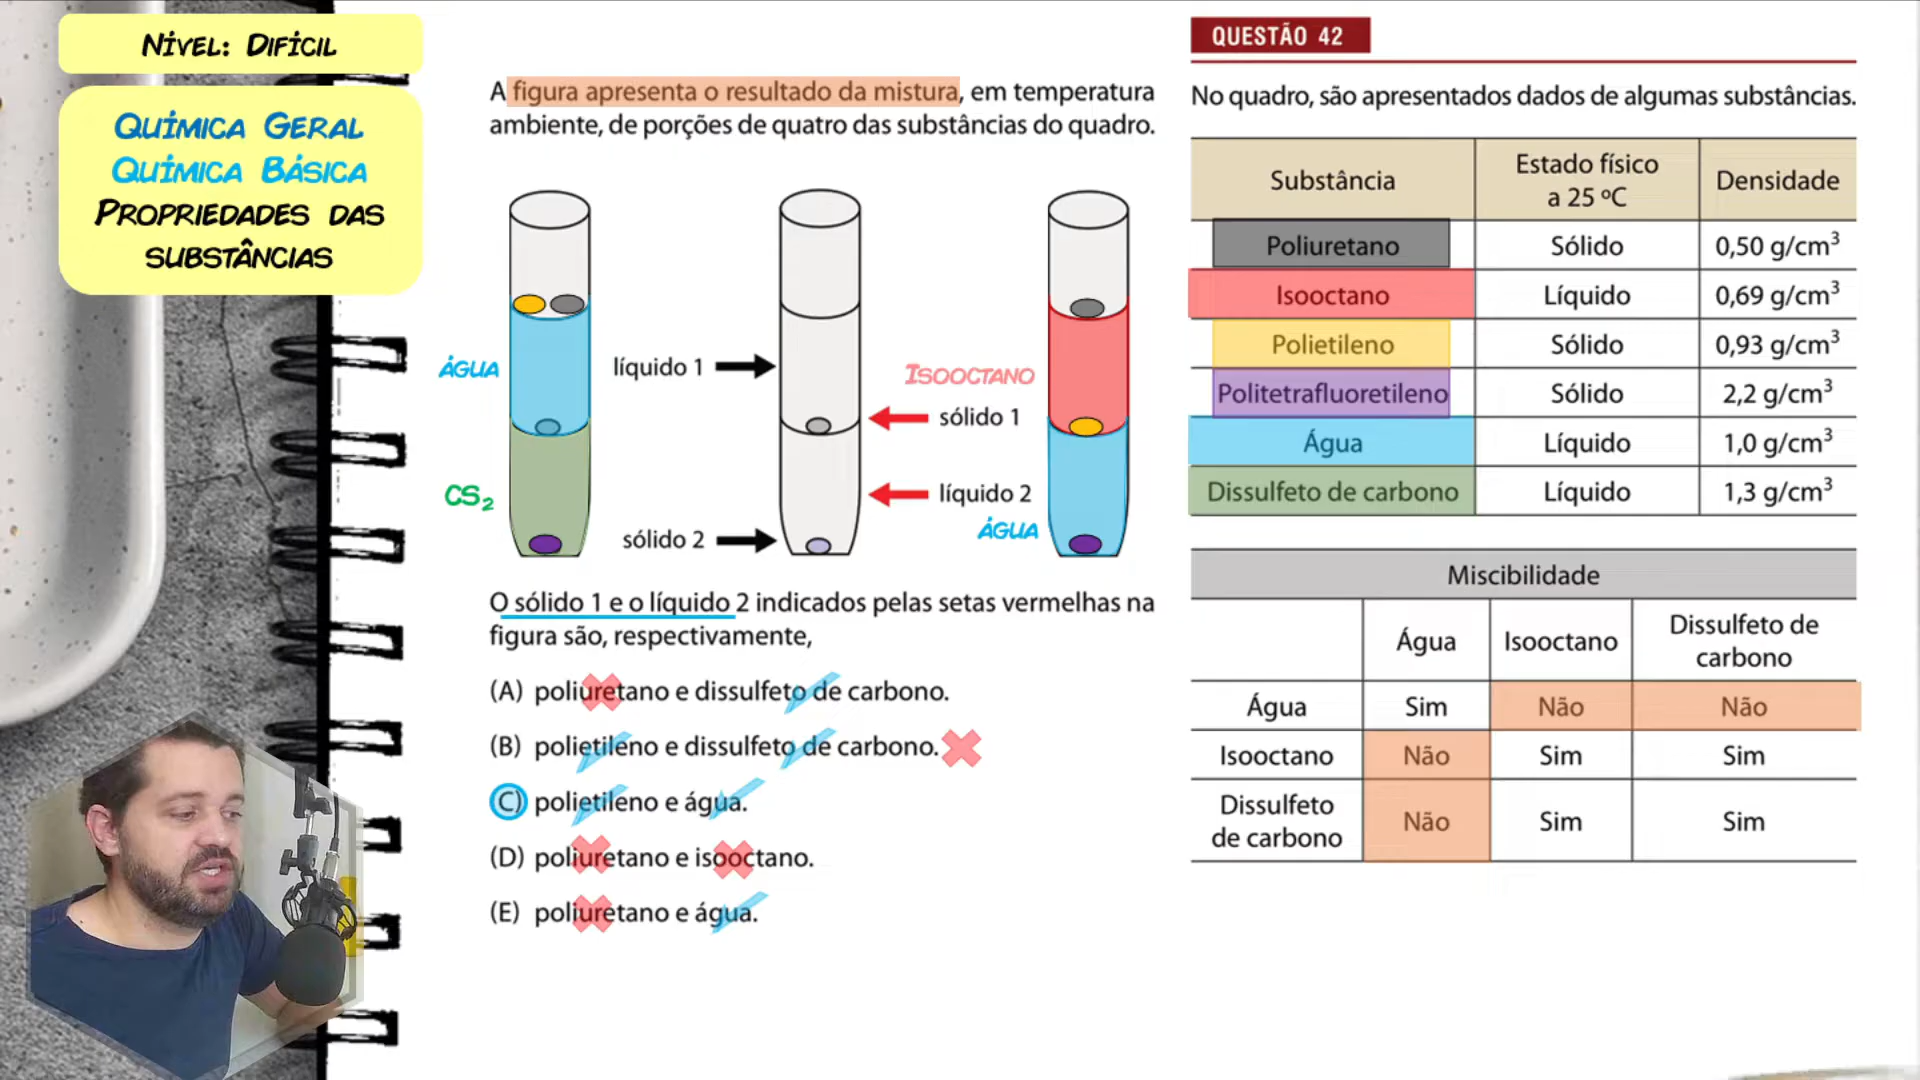 Nível: Difícil
Química Geral
Química Básica
Propriedades das
substâncias
A figura apresenta o resultado da mistura, em temperatura
ambiente, de porções de quatro das substâncias do quadro.
água
CS₂
líquido 1
sólido 2
sólido 1
líquido 2
Isooctano
água
O sólido 1 e o líquido 2 indicados pelas setas vermelhas na
figura são, respectivamente,
(A) poliuretano e dissulfeto de carbono.
(B) polietileno e dissulfeto de carbono.
(C) polietileno e água.
(D) poliuretano e isooctano.
(E) poliuretano e água.
QUESTÃO 42
No quadro, são apresentados dados de algumas substâncias.
Substância Estado físico a 25 ºC Densidade
Poliuretano Sólido 0,50 g/cm³
Isooctano Líquido 0,69 g/cm³
Polietileno Sólido 0,93 g/cm³
Politetrafluoretileno Sólido 2,2 g/cm³
Água Líquido 1,0 g/cm³
Dissulfeto de carbono Líquido 1,3 g/cm³
Miscibilidade
Água Isooctano Dissulfeto de carbono
Água Sim Não Não
Isooctano Não Sim Sim
Dissulfeto de carbono Não Sim Sim